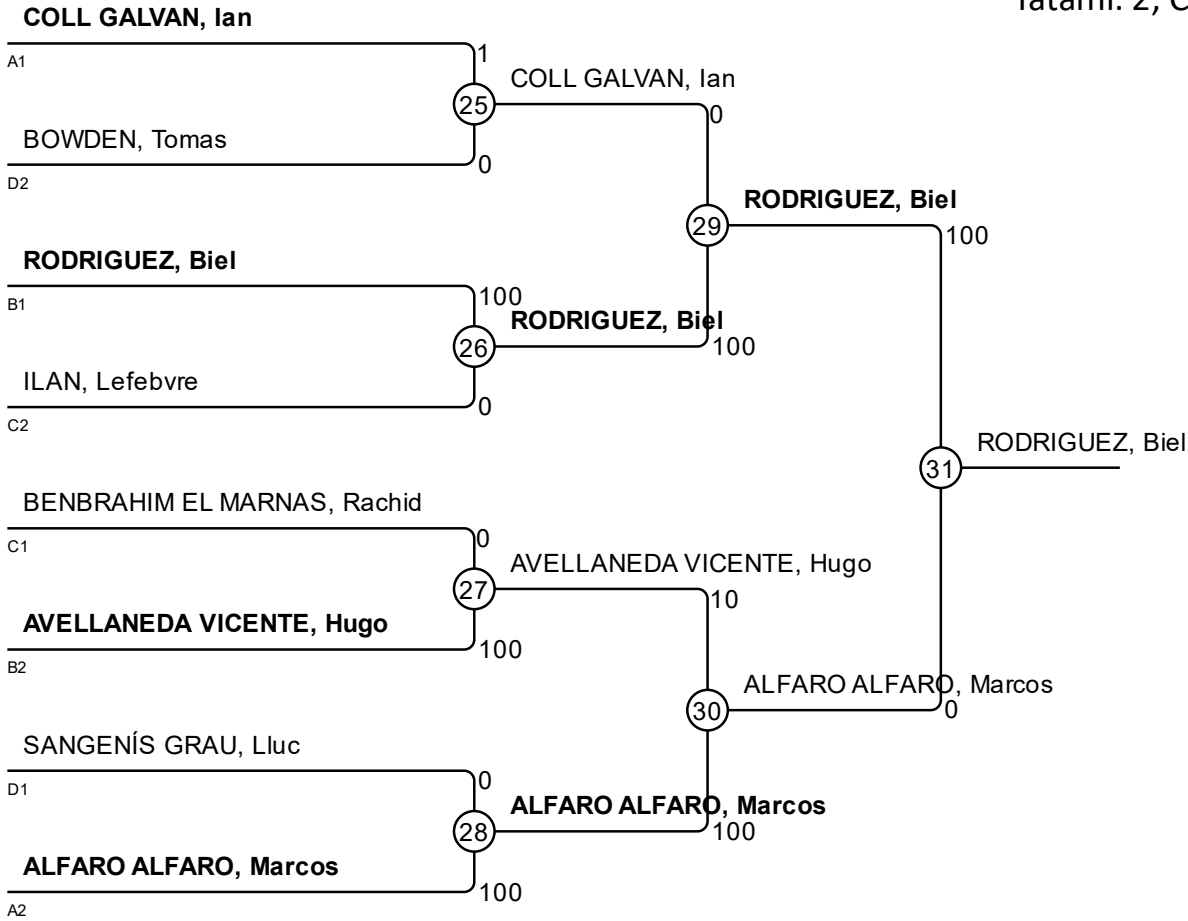 Tatami: 2, C
COLL GALVAN, Ian
A1
1
25
COLL GALVAN, Ian
0
BOWDEN, Tomas
0
D2
29
RODRIGUEZ, Biel
100
RODRIGUEZ, Biel
B1
100
26
RODRIGUEZ, Biel
100
ILAN, Lefebvre
0
C2
31
RODRIGUEZ, Biel
BENBRAHIM EL MARNAS, Rachid
C1
0
27
AVELLANEDA VICENTE, Hugo
10
AVELLANEDA VICENTE, Hugo
100
B2
30
ALFARO ALFARO, Marcos
0
SANGENÍS GRAU, Lluc
D1
0
28
ALFARO ALFARO, Marcos
100
ALFARO ALFARO, Marcos
100
A2